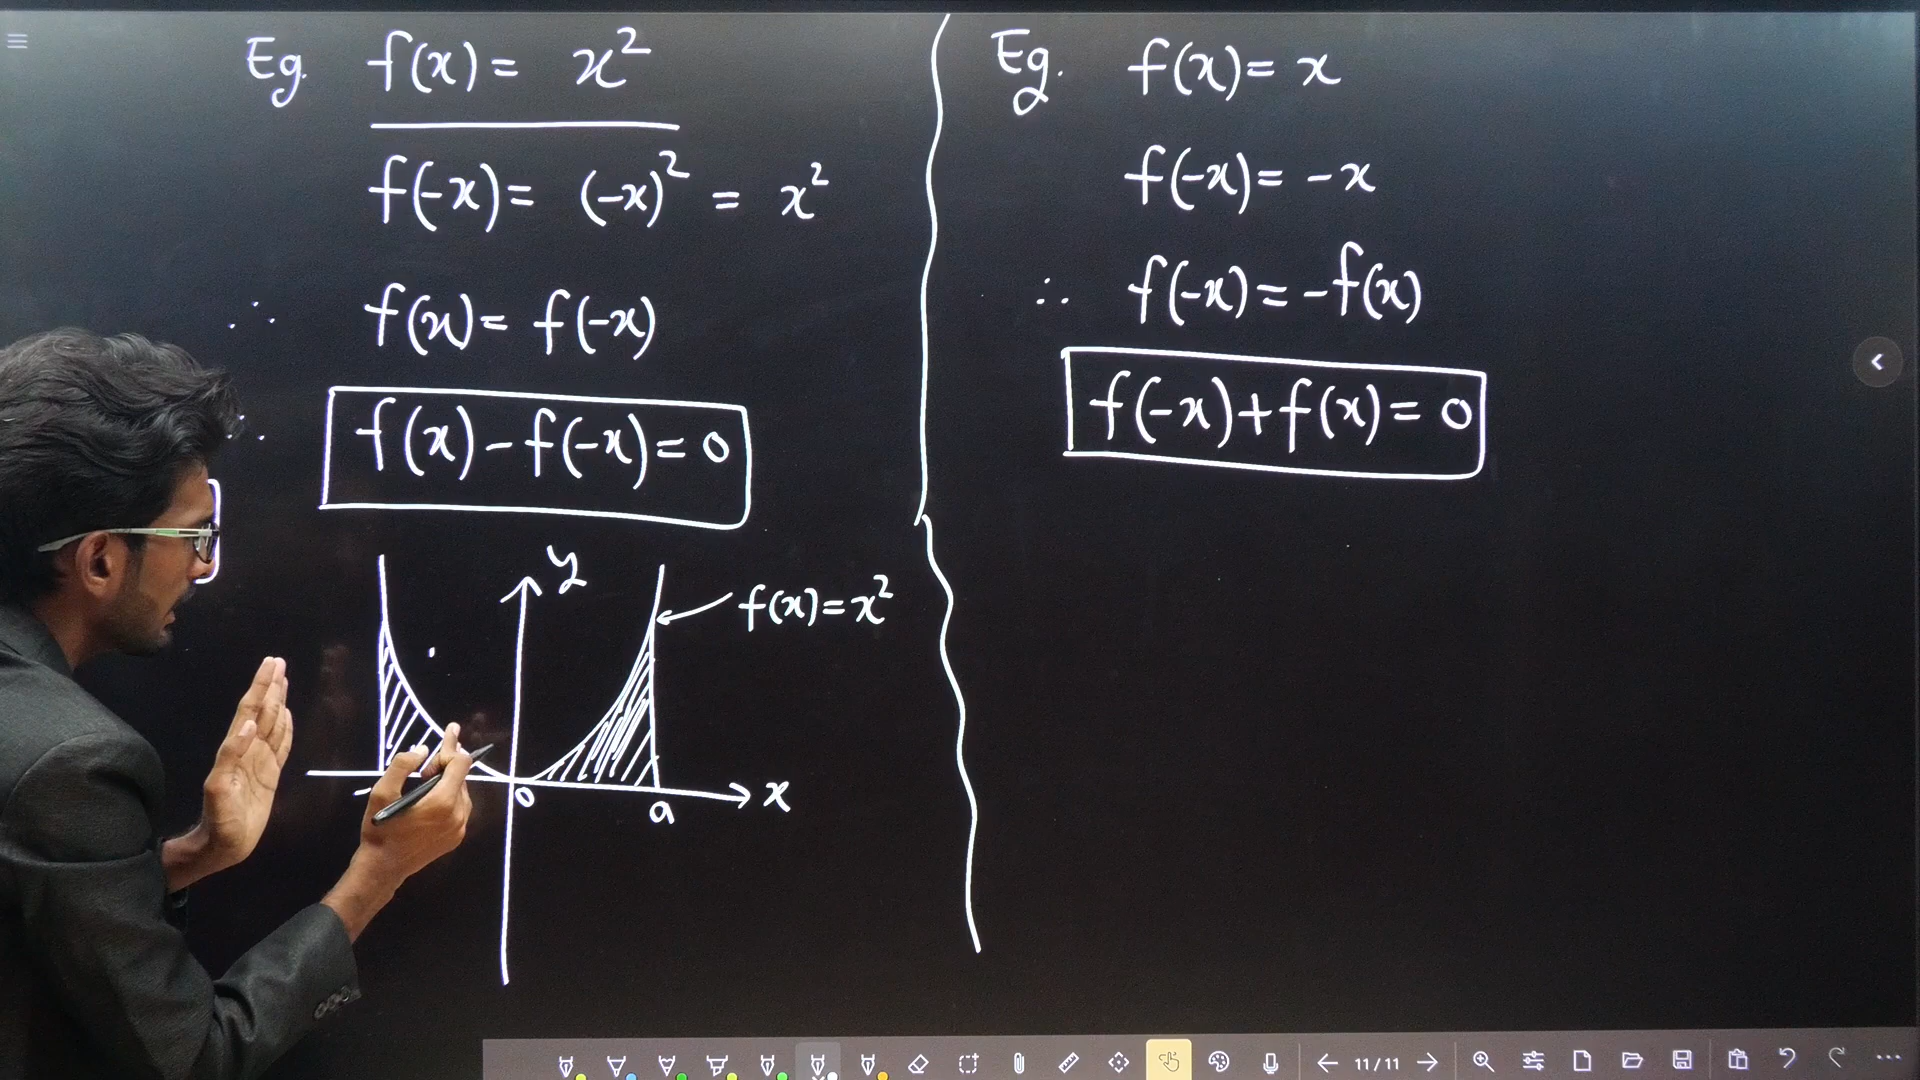 Eg. f(x) = x²
f(-x) = (-x)² = x²
∴ f(x) = f(-x)
∴ f(x) - f(-x) = 0
y
f(x) = x²
0
a
x
Eg. f(x) = x
f(-x) = -x
∴ f(-x) = -f(x)
f(-x) + f(x) = 0
11/11